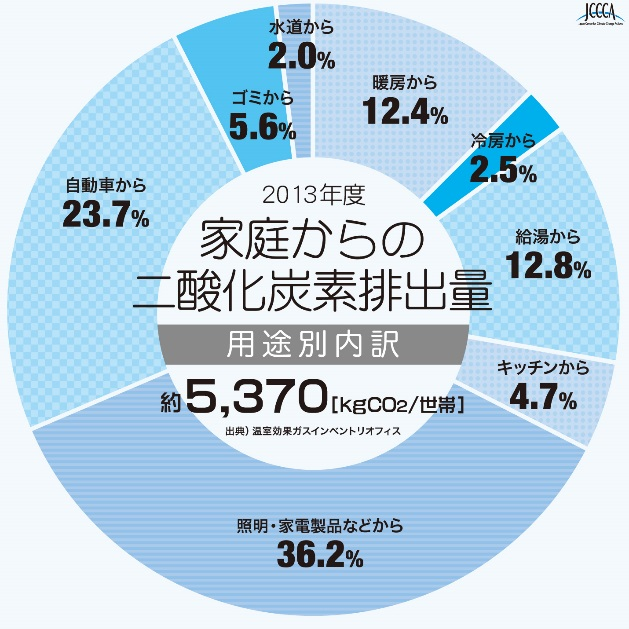 JCCCA
水道から
2.0%
暖房から
12.4%
冷房から
2.5%
給湯から
12.8%
キッチンから
4.7%
照明・家電製品などから
36.2%
自動車から
23.7%
ゴミから
5.6%
2013年度
家庭からの
二酸化炭素排出量
用途別内訳
約5,370[kgCO2/世帯]
出典）温室効果ガスインベントリオフィス